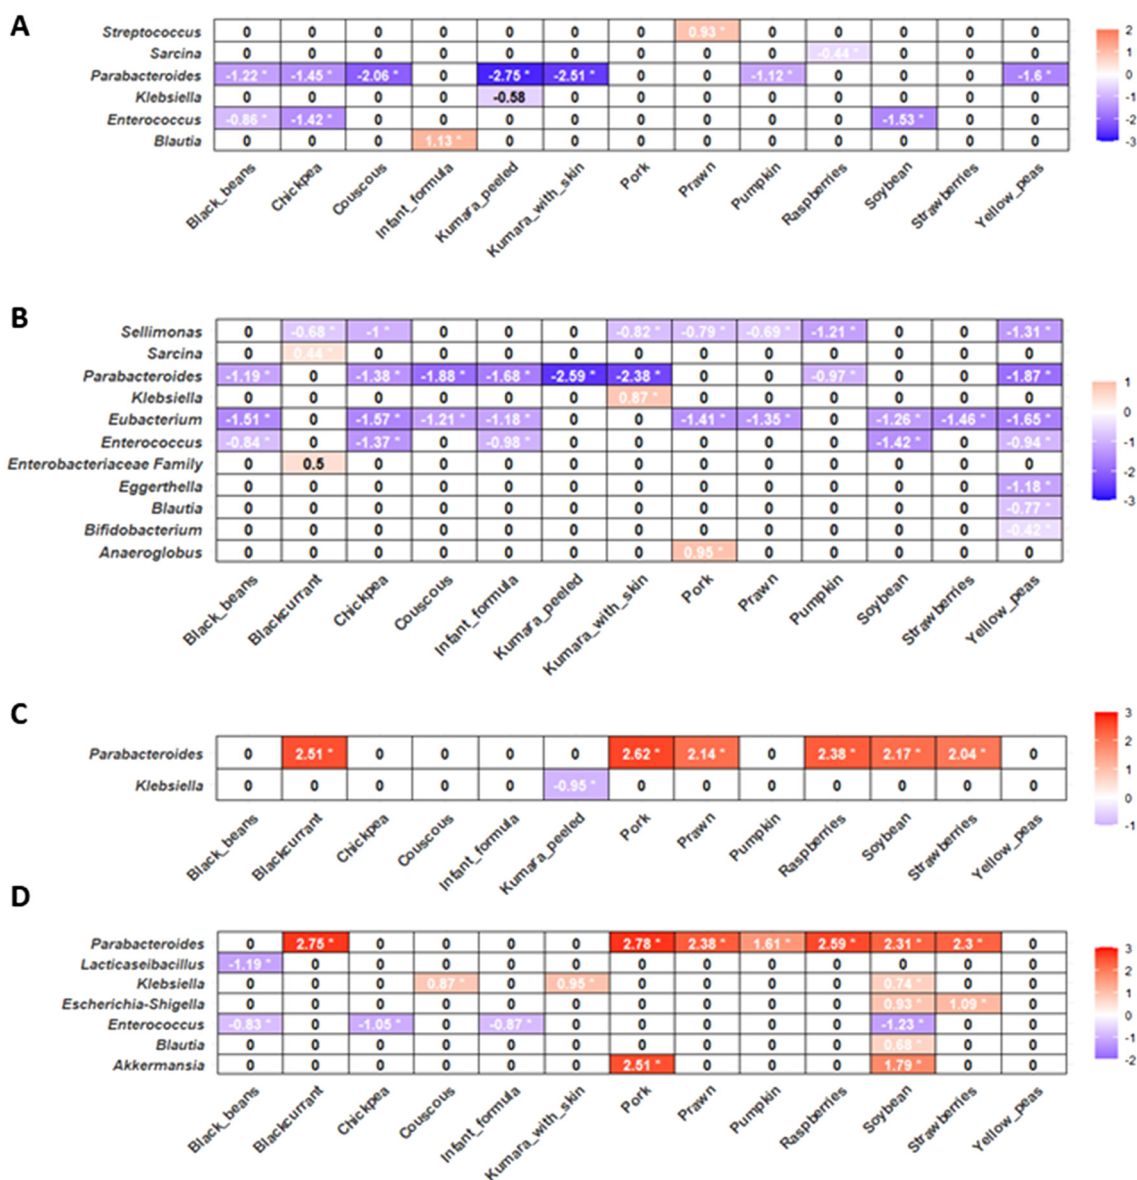 A
Streptococcus 0 0 0 0 0 0 0 0.93 * 0 0 0 0 0
Sarcina 0 0 0 0 0 0 0 0 0 -0.44 * 0 0 0
Parabacteroides -1.22 * -1.45 * -2.06 * 0 -2.75 * -2.51 * 0 0 -1.12 * 0 0 0 -1.6 *
Klebsiella 0 0 0 0 -0.58 0 0 0 0 0 0 0 0
Enterococcus -0.86 * -1.42 * 0 0 0 0 0 0 0 0 -1.53 * 0 0
Blautia 0 0 0 1.13 * 0 0 0 0 0 0 0 0 0
Black_beans Chickpea Couscous Infant_formula Kumara_peeled Kumara_with_skin Pork Prawn Pumpkin Raspberries Soybean Strawberries Yellow_peas
2
1
0
-1
-2
-3
B
Sellimonas 0 -0.68 * -1 * 0 0 0 -0.82 * -0.79 * -0.69 * -1.21 * 0 0 -1.31 *
Sarcina 0 0.44 * 0 0 0 0 0 0 0 0 0 0 0
Parabacteroides -1.19 * 0 -1.38 * -1.88 * -1.68 * -2.59 * -2.38 * 0 0 -0.97 * 0 0 -1.87 *
Klebsiella 0 0 0 0 0 0 0.87 * 0 0 0 0 0 0
Eubacterium -1.51 * 0 -1.57 * -1.21 * -1.18 * 0 0 -1.41 * -1.35 * 0 -1.26 * -1.46 * -1.65 *
Enterococcus -0.84 * 0 -1.37 * 0 -0.98 * 0 0 0 0 0 -1.42 * 0 -0.94 *
Enterobacteriaceae Family 0 0.5 0 0 0 0 0 0 0 0 0 0 0
Eggerthella 0 0 0 0 0 0 0 0 0 0 0 0 -1.18 *
Blautia 0 0 0 0 0 0 0 0 0 0 0 0 -0.77 *
Bifidobacterium 0 0 0 0 0 0 0 0 0 0 0 0 -0.42 *
Anaeroglobus 0 0 0 0 0 0 0 0.95 * 0 0 0 0 0
Black_beans Blackcurrant Chickpea Couscous Infant_formula Kumara_peeled Kumara_with_skin Pork Prawn Pumpkin Soybean Strawberries Yellow_peas
1
0
-1
-2
-3
C
Parabacteroides 0 2.51 * 0 0 0 0 2.62 * 2.14 * 0 2.38 * 2.17 * 2.04 * 0
Klebsiella 0 0 0 0 0 -0.95 * 0 0 0 0 0 0 0
Black_beans Blackcurrant Chickpea Couscous Infant_formula Kumara_peeled Pork Prawn Pumpkin Raspberries Soybean Strawberries Yellow_peas
3
2
1
0
-1
D
Parabacteroides 0 2.75 * 0 0 0 0 2.78 * 2.38 * 1.61 * 2.59 * 2.31 * 2.3 * 0
Lacticaseibacillus -1.19 * 0 0 0 0 0 0 0 0 0 0 0 0
Klebsiella 0 0 0 0.87 * 0 0.95 * 0 0 0 0 0.74 * 0 0
Escherichia-Shigella 0 0 0 0 0 0 0 0 0 0 0.93 * 1.09 * 0
Enterococcus -0.83 * 0 -1.05 * 0 -0.87 * 0 0 0 0 0 -1.23 * 0 0
Blautia 0 0 0 0 0 0 0 0 0 0 0.68 * 0 0
Akkermansia 0 0 0 0 0 0 2.51 * 0 0 0 1.79 * 0 0
Black_beans Blackcurrant Chickpea Couscous Infant_formula Kumara_with_skin Pork Prawn Pumpkin Raspberries Soybean Strawberries Yellow_peas
3
2
1
0
-1
-2